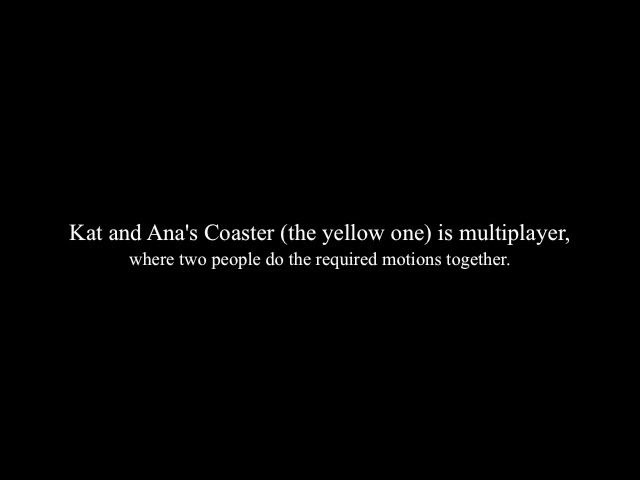 Kat and Ana's Coaster (the yellow one) is multiplayer,
where two people do the required motions together.